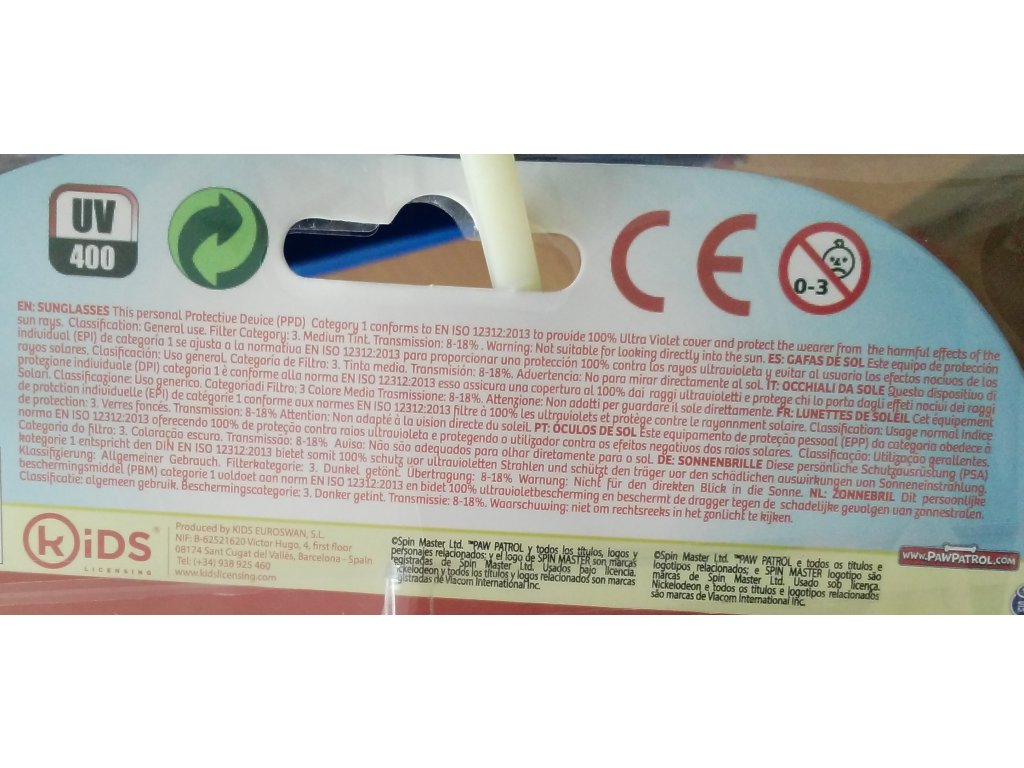 UV
400
0-3
EN: SUNGLASSES This personal Protective Device (PPD) Category 1 conforms to EN ISO 12312:2013 to provide 100% Ultra Violet cover and protect the wearer from the harmful effects of the
sun rays. Classification: General use. Filter Category: 3. Medium Tint. Transmission: 8-18%. Warning: Not suitable for looking directly into the sun. ES: GAFAS DE SOL Este equipo de protección
individual (EPI) de categoria 1 se ajusta a la normativa EN ISO 12312:2013 para proporcionar una protección 100% contra los rayos ultravioleta y evitar al usuario los efectos nocivos de los
rayos solares. Clasificación: Uso general. Categoria de Filtro: 3. Tinta media. Transmisión: 8-18%. Advertencia: No para mirar directamente al sol. IT: OCCHIALI DA SOLE Questo dispositivo di
protezione individuale (DPI) categoria 1 è conforme alla norma EN ISO 12312:2013 esso assicura una copertura al 100% dai raggi ultravioletti e protege chi lo porta dagli effeti nocivi dei raggi
Solari. Classificazione: Uso generico. Categoriadi Filtro: 3 Colore Media Trasmissione: 8-18%. Attenzione: Non adatti per guardare il sole direttamente. FR: LUNETTES DE SOLEIL Cet équipement
de protction individuelle (EPI) de catégorie 1 conforme aux normes EN ISO 12312:2013 filtre à 100% les ultraviolets et protége contre le rayonnment solaire. Classification: Usage normal Indice
de protection: 3. Verres foncés. Transmission: 8-18% Attention: Non adapté à la vision directe du soleil. PT: ÓCULOS DE SOL Este equipamento de proteção pessoal (EPP) da categoria obedece à
norma EN ISO 12312:2013 oferecendo 100% de proteção contra raios ultravioleta e protegendo o utilizador contra os efeitos negativos dos raios solares. Classificação: Utilização gerallentes.
Categoria do filtro: 3. Coloração escura. Transmissão: 8-18% Aviso: Não são adequados para olhar diretamente para o sol. DE: SONNENBRILLE Diese persönliche Schutzausrüstung (PSA)
kategorie 1 entspricht den DIN EN ISO 12312:2013 bietet somit 100% schutz vor ultravioletten Strahlen und schützt den träger vor den schädlichen auswirkungen van Sonneneinstrahlung.
Klassifizierung: Allgemeiner Gebrauch. Filterkategorie: 3. Dunkel getönt. Übertragung: 8-18% Warnung: Nicht für den direkten Blick in die Sonne. NL: ZONNEBRIL Dit persoonlijke
beschermingsmiddel (PBM) categorie 1 voldoet aan norm EN ISO 12312:2013 en bidet 100% ultravioletbescherming en beschermt de drager tegen de schadelijke gevolgen van zonnestralen.
Classificatie: algemeen gebruik. Beschermingscategorie: 3. Donker getint. Transmissie: 8-18%. Waarschuwing: niet om rechtsreeks in het zonlicht te kijken.
KiDS
LICENSING
Produced by KIDS EUROSWAN, S.L.
NIF: B-62521620 Victor Hugo, 4, first floor
08174 Sant Cugat del Vallés, Barcelona - Spain
Tel: (+34) 938 925 460
www.kidslicensing.com
©Spin Master Ltd. ™PAW PATROL y todos los títulos, logos y
personajes relacionados; y el logo de SPIN MASTER son marcas
registradas de Spin Master Ltd. Usados bajo licencia.
Nickelodeon y todos los títulos y logos relacionados son marcas
registradas de Viacom International Inc.
©Spin Master Ltd. ™PAW PATROL e todos os títulos e
logotipos relacionados; e SPIN MASTER logotipo são
marcas de Spin Master Ltd. Usado sob licença.
Nickelodeon e todos os títulos e logotipos relacionados
são marcas de Viacom International Inc.
www.PAWPATROL.com